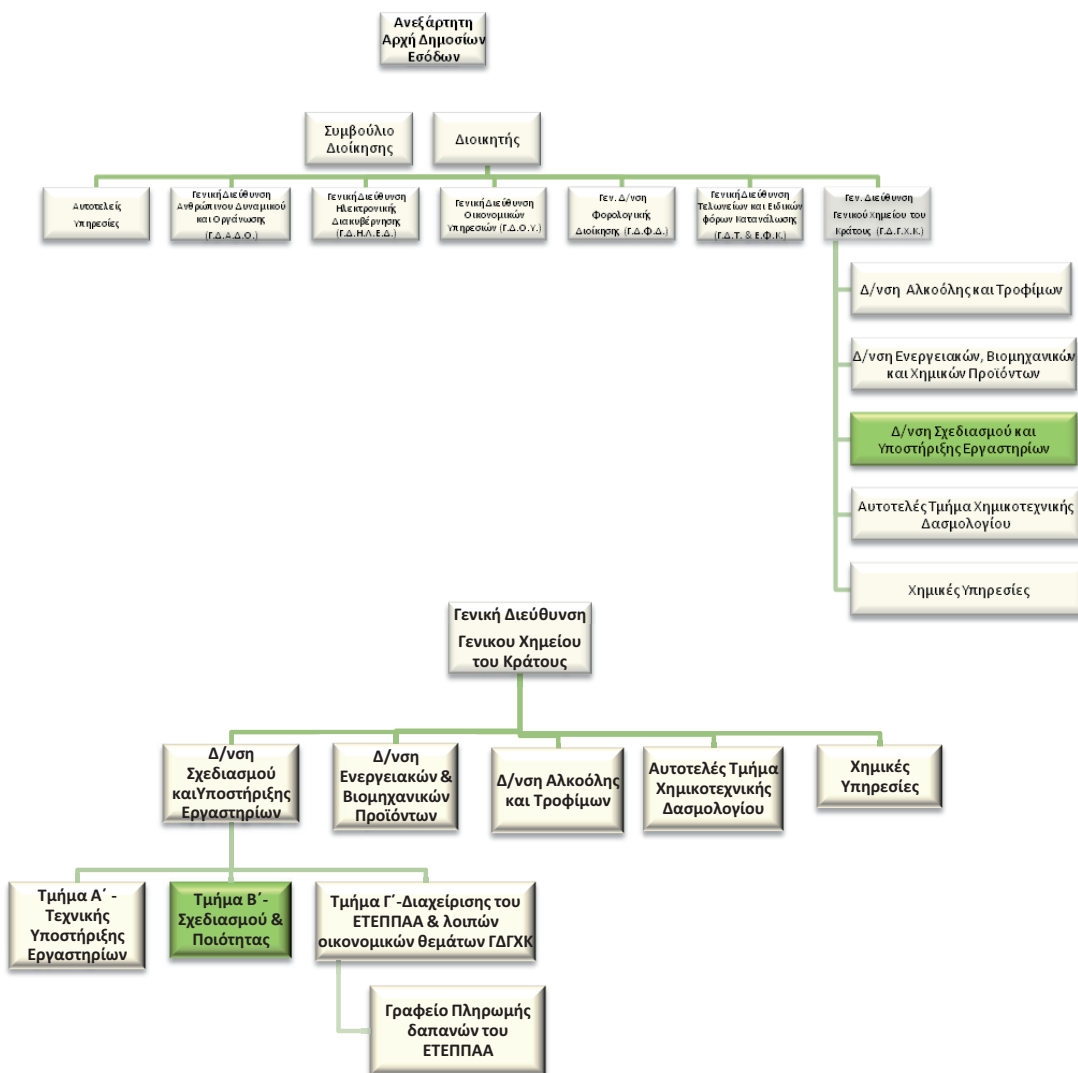 Ανεξάρτητη
Αρχή Δημοσίων
Εσόδων
Συμβούλιο
Διοίκησης
Διοικητής
Αυτοτελείς
Υπηρεσίες
Γενική Διεύθυνση
Ανθρώπινου Δυναμικού
και Οργάνωσης
(Γ.Δ.Α.Δ.Ο.)
Γενική Διεύθυνση
Ηλεκτρονικής
Διακυβέρνησης
(Γ.Δ.Η.Λ.Ε.Δ.)
Γενική Διεύθυνση
Οικονομικών
Υπηρεσιών (Γ.Δ.Ο.Υ.)
Γεν. Δ/νση
Φορολογικής
Διοίκησης (Γ.Δ.Φ.Δ.)
Γενική Διεύθυνση
Τελωνείων και Ειδικών
φόρων Κατανάλωσης
(Γ.Δ.Τ. & Ε.Φ.Κ.)
Γεν. Διεύθυνση
Γενικού Χημείου του
Κράτους (Γ.Δ.Γ.Χ.Κ.)
Δ/νση Αλκοόλης και Τροφίμων
Δ/νση Ενεργειακών, Βιομηχανικών
και Χημικών Προϊόντων
Δ/νση Σχεδιασμού και
Υποστήριξης Εργαστηρίων
Αυτοτελές Τμήμα Χημικοτεχνικής
Δασμολογίου
Χημικές Υπηρεσίες
Γενική Διεύθυνση
Γενικου Χημείου
του Κράτους
Δ/νση
Σχεδιασμού
καιΥποστήριξης
Εργαστηρίων
Δ/νση
Ενεργειακών &
Βιομηχανικών
Προϊόντων
Δ/νση Αλκοόλης
και Τροφίμων
Αυτοτελές Τμήμα
Χημικοτεχνικής
Δασμολογίου
Χημικές
Υπηρεσίες
Τμήμα Α΄ -
Τεχνικής
Υποστήριξης
Εργαστηρίων
Τμήμα Β΄-
Σχεδιασμού &
Ποιότητας
Τμήμα Γ΄-Διαχείρισης του
ΕΤΕΠΠΑΑ & λοιπών
οικονομικών θεμάτων ΓΔΓΧΚ
Γραφείο Πληρωμής
δαπανών του
ΕΤΕΠΠΑΑ